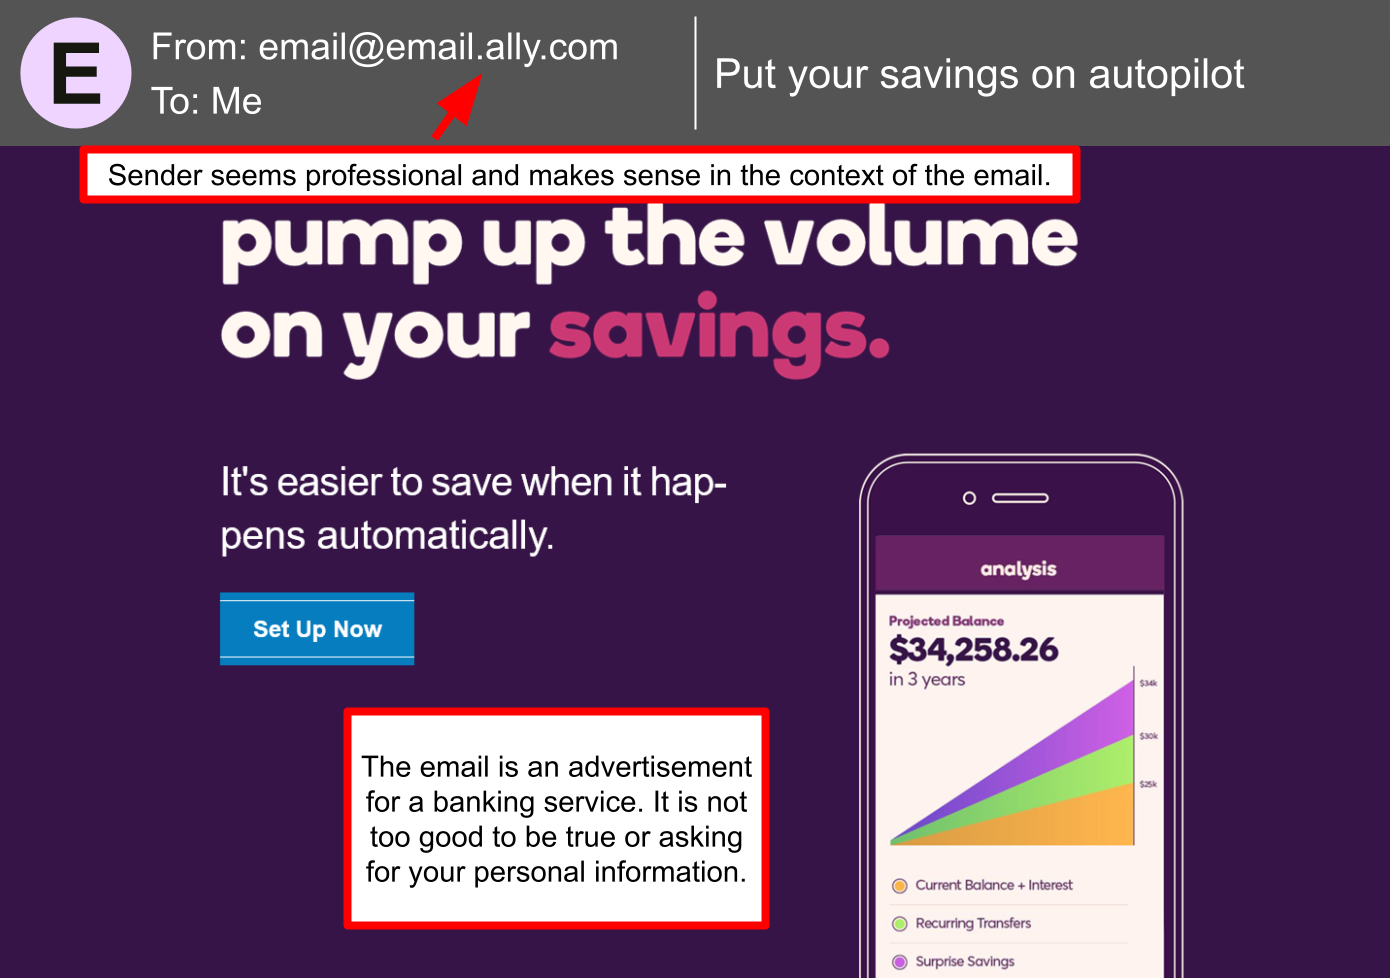 E
From: email@email.ally.com
To: Me
Put your savings on autopilot
Sender seems professional and makes sense in the context of the email.
pump up the volume
on your savings.
It's easier to save when it hap-
pens automatically.
Set Up Now
The email is an advertisement
for a banking service. It is not
too good to be true or asking
for your personal information.
analysis
Projected Balance
$34,258.26
in 3 years
$34k
$30k
$25k
Current Balance + Interest
Recurring Transfers
Surprise Savings